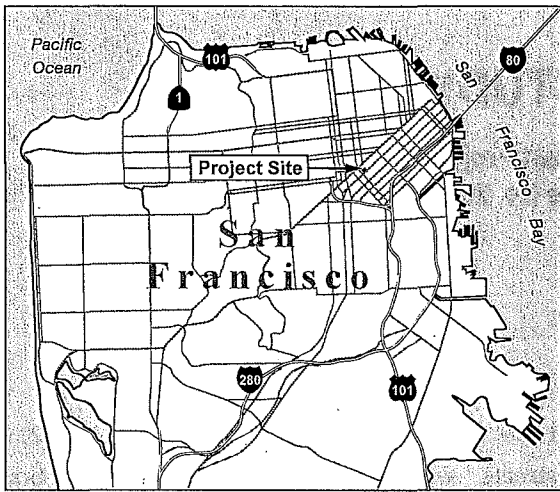 Pacific
Ocean
101
1
80
San
Francisco
Bay
Project Site
San
Francisco
280
101